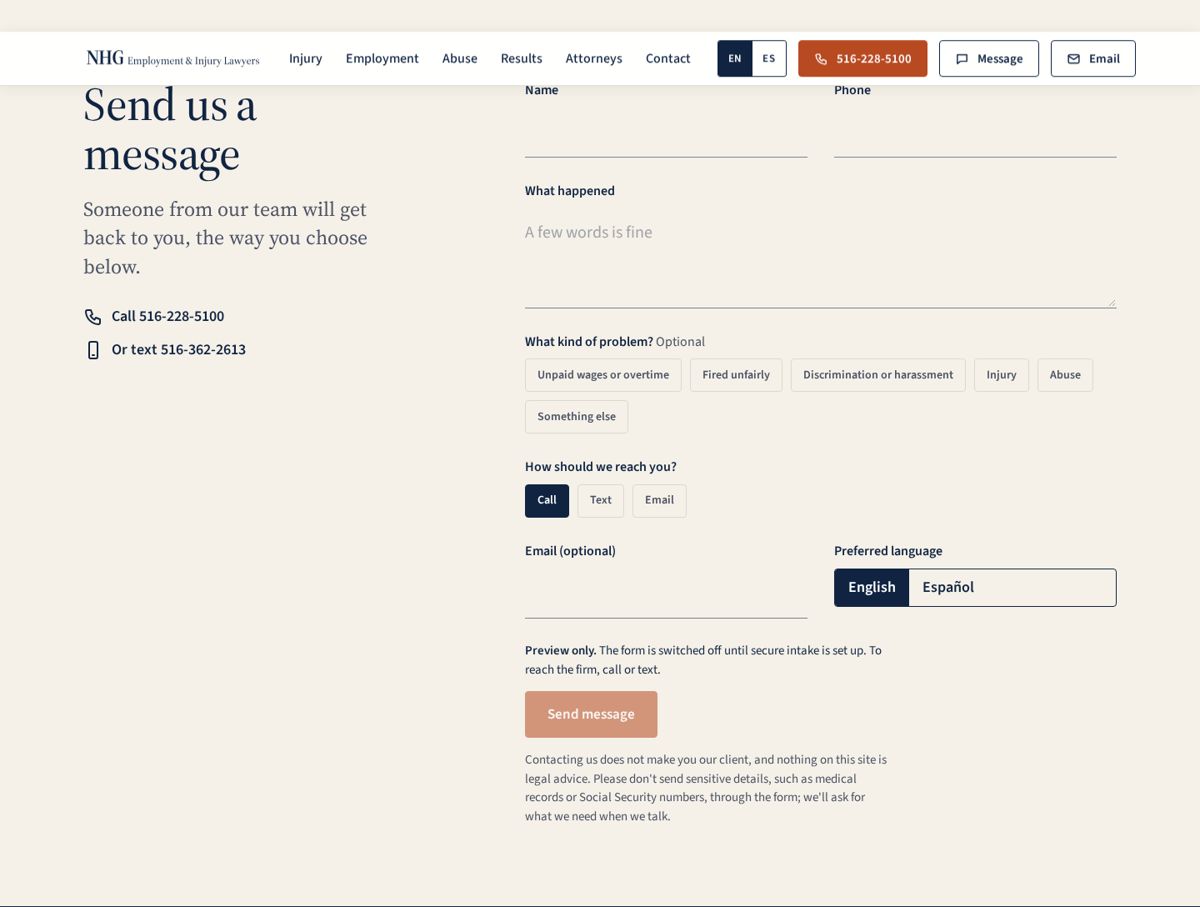 NHG Employment & Injury Lawyers
Injury
Employment
Abuse
Results
Attorneys
Contact
EN
ES
516-228-5100
Message
Email
Send us a
message
Someone from our team will get
back to you, the way you choose
below.
Call 516-228-5100
Or text 516-362-2613
Name
Phone
What happened
A few words is fine
What kind of problem? Optional
Unpaid wages or overtime
Fired unfairly
Discrimination or harassment
Injury
Abuse
Something else
How should we reach you?
Call
Text
Email
Email (optional)
Preferred language
English
Español
Preview only. The form is switched off until secure intake is set up. To
reach the firm, call or text.
Send message
Contacting us does not make you our client, and nothing on this site is
legal advice. Please don't send sensitive details, such as medical
records or Social Security numbers, through the form; we'll ask for
what we need when we talk.